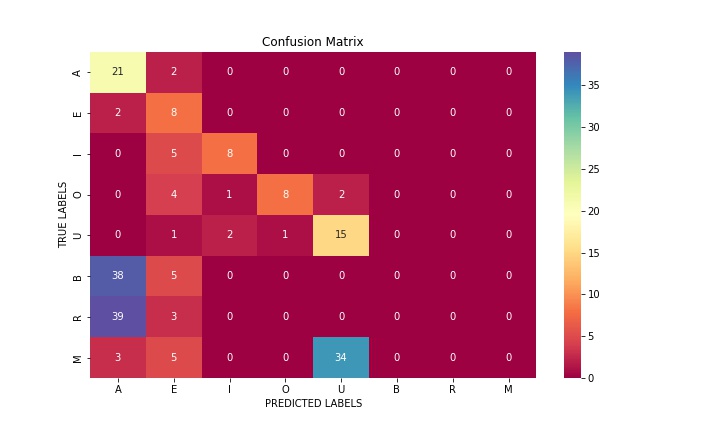 Confusion Matrix
A 21 2 0 0 0 0 0 0
E 2 8 0 0 0 0 0 0
I 0 5 8 0 0 0 0 0
O 0 4 1 8 2 0 0 0
U 0 1 2 1 15 0 0 0
B 38 5 0 0 0 0 0 0
R 39 3 0 0 0 0 0 0
M 3 5 0 0 34 0 0 0
A E I O U B R M
TRUE LABELS
PREDICTED LABELS
35
30
25
20
15
10
5
0